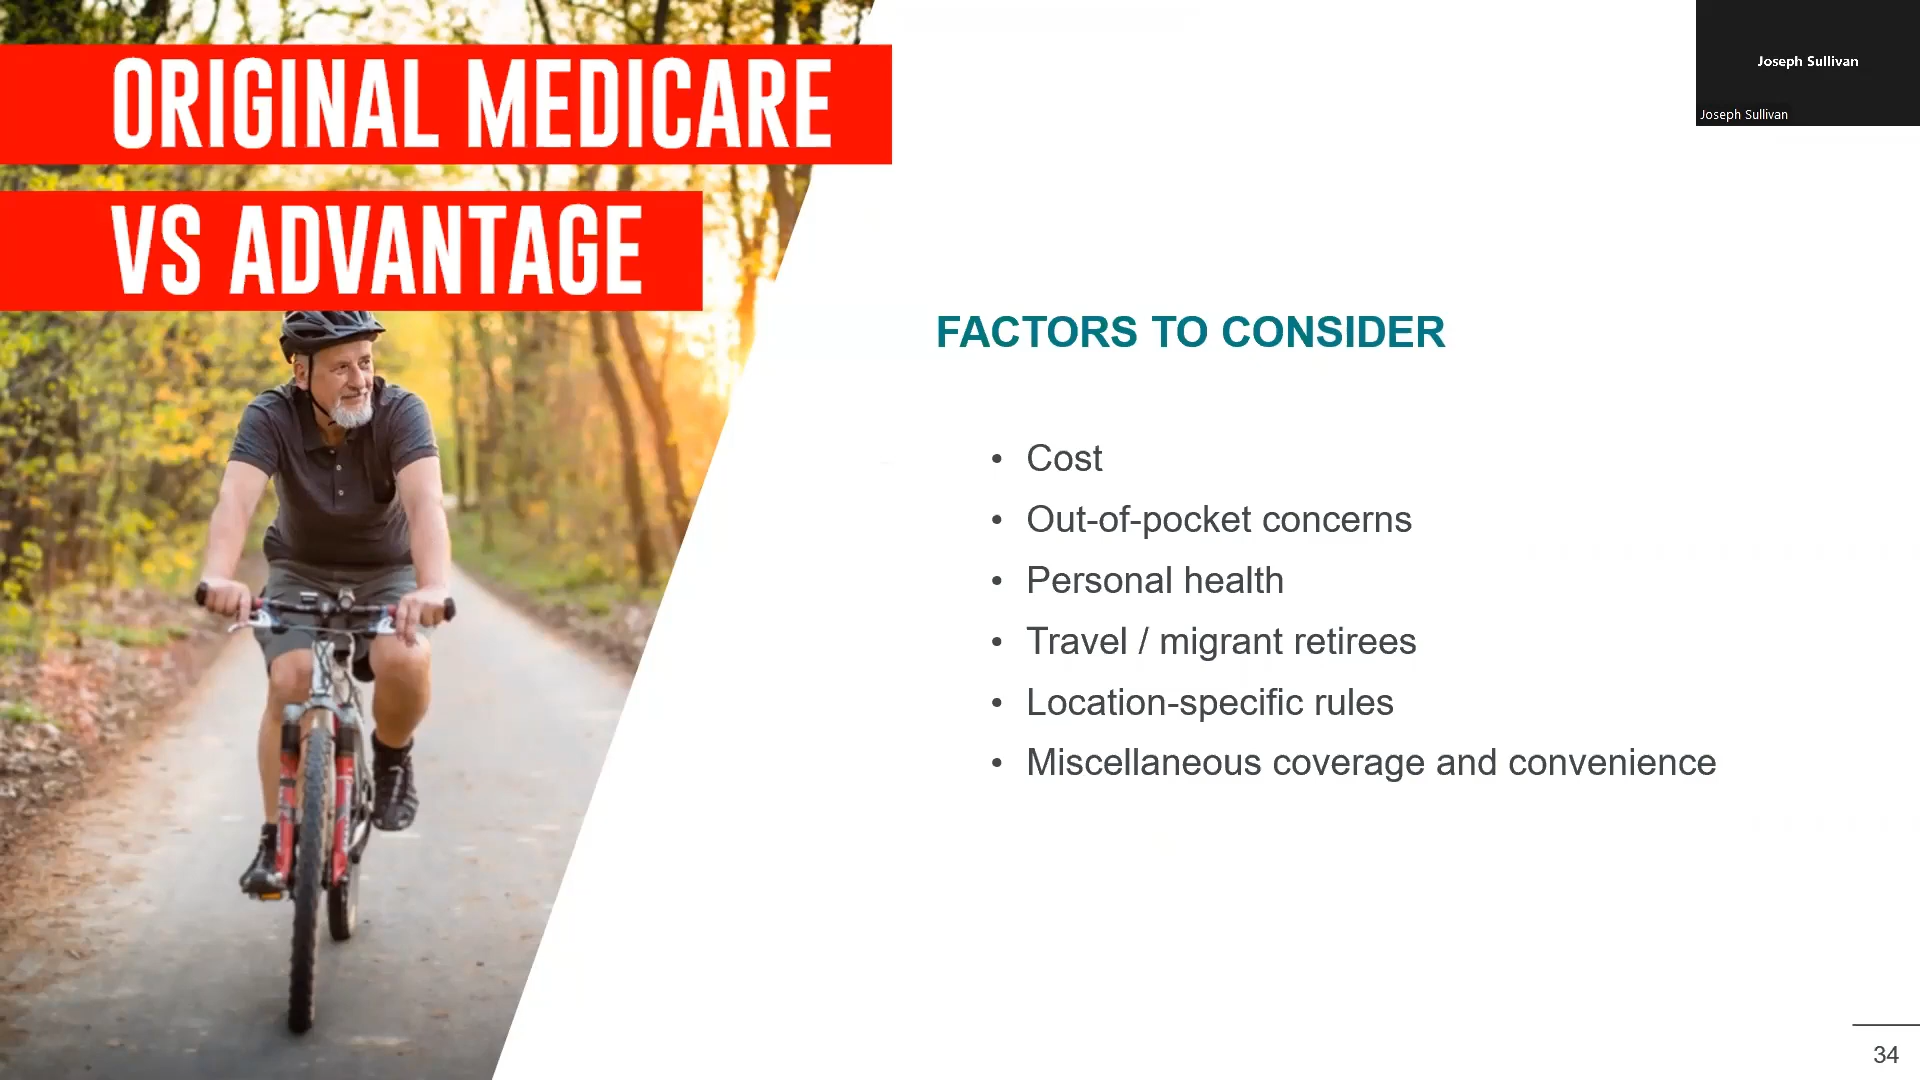 ORIGINAL MEDICARE
VS ADVANTAGE
Joseph Sullivan
Joseph Sullivan
FACTORS TO CONSIDER
• Cost
• Out-of-pocket concerns
• Personal health
• Travel / migrant retirees
• Location-specific rules
• Miscellaneous coverage and convenience
34